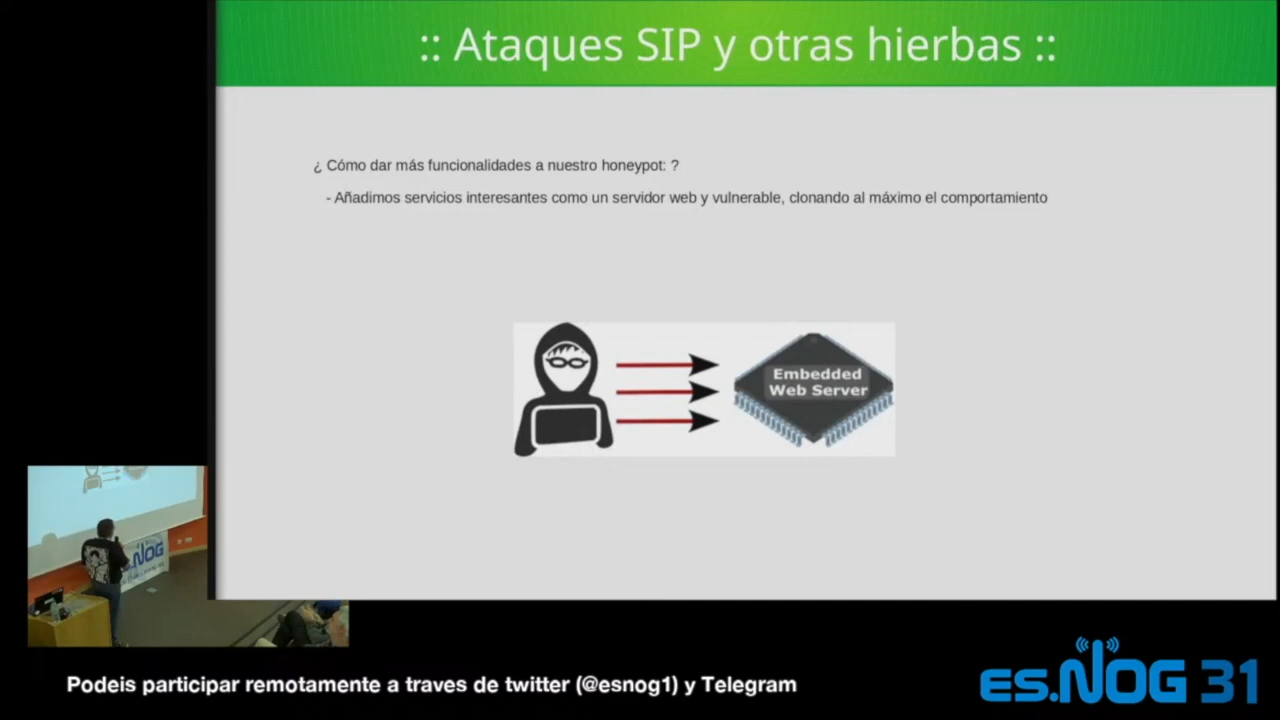 :: Ataques SIP y otras hierbas ::
¿ Cómo dar más funcionalidades a nuestro honeypot: ?
- Añadimos servicios interesantes como un servidor web y vulnerable, clonando al máximo el comportamiento
Embedded
Web Server
NOG
Podeis participar remotamente a traves de twitter (@esnog1) y Telegram
es.NOG 31